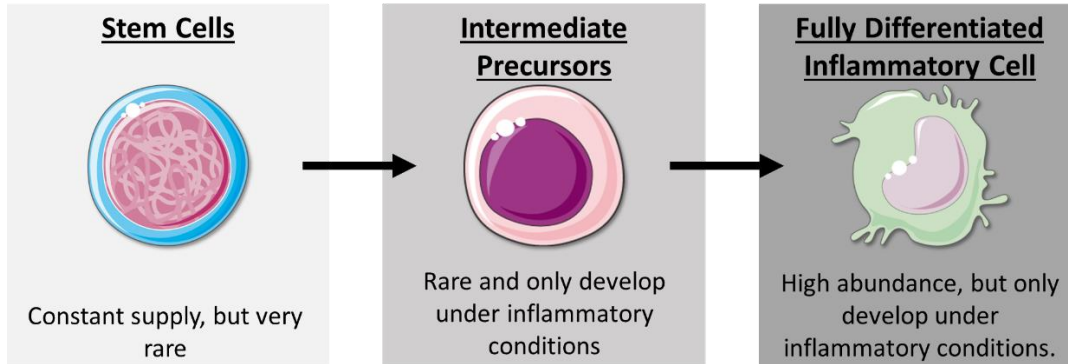 Stem Cells
Constant supply, but very
rare
Intermediate
Precursors
Rare and only develop
under inflammatory
conditions
Fully Differentiated
Inflammatory Cell
High abundance, but only
develop under
inflammatory conditions.